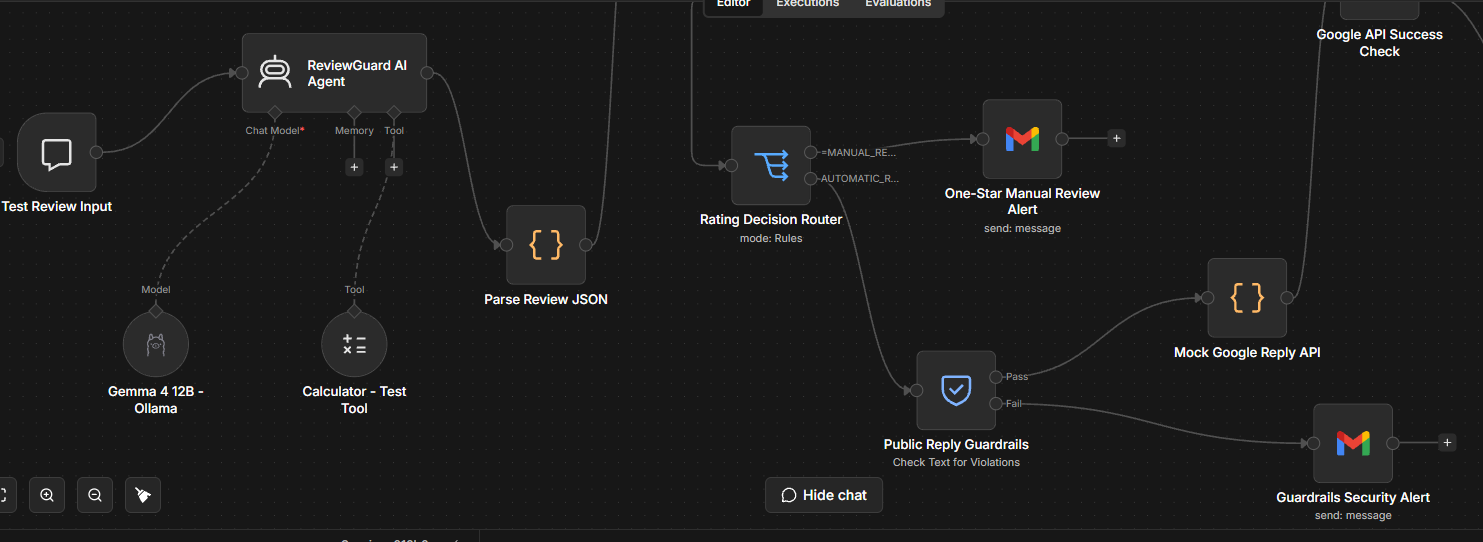 Editor
Executions
Evaluations
ReviewGuard AI
Agent
Chat Model*
Memory
Tool
Test Review Input
Model
Tool
Gemma 4 12B -
Ollama
Calculator - Test
Tool
Parse Review JSON
=MANUAL_RE...
AUTOMATIC_R...
Rating Decision Router
mode: Rules
One-Star Manual Review
Alert
send: message
Google API Success
Check
Mock Google Reply API
Pass
Fail
Public Reply Guardrails
Check Text for Violations
Guardrails Security Alert
send: message
Hide chat